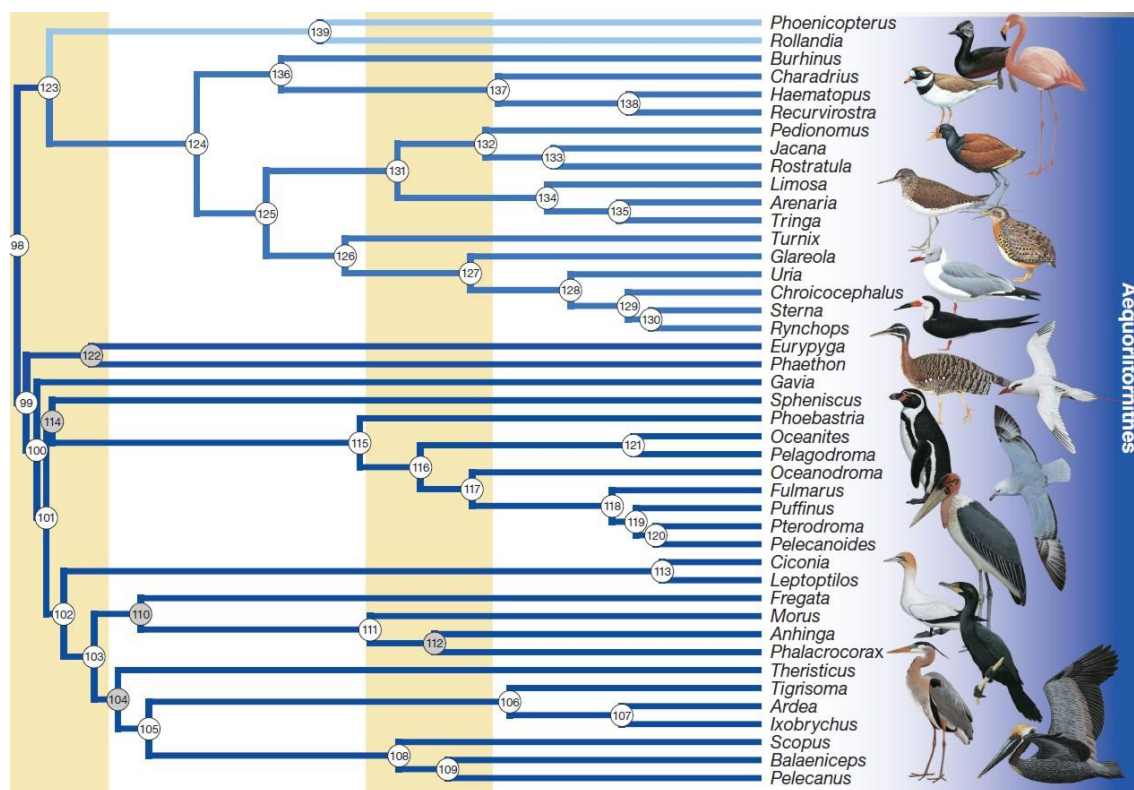 Phoenicopterus
139
Rollandia
Burhinus
136
Charadrius
123
137
Haematopus
138
Recurvirostra
Pedionomus
124
132
Jacana
133
Rostratula
131
Limosa
134
Arenaria
125
135
Tringa
Turnix
98
126
Glareola
127
Uria
128
Chroicocephalus
129
Sterna
130
Rynchops
Eurypyga
122
Phaethon
Gavia
99
Spheniscus
114
Phoebastria
115
Oceanites
100
121
Pelagodroma
116
Oceanodroma
117
Fulmarus
118
Puffinus
101
119
Pterodroma
120
Pelecanoides
Ciconia
113
Leptoptilos
Fregata
102
110
Morus
111
Anhinga
112
Phalacrocorax
103
Theristicus
Tigrisoma
104
106
Ardea
107
Ixobrychus
105
Scopus
108
Balaeniceps
109
Pelecanus
Aequorlitornithes